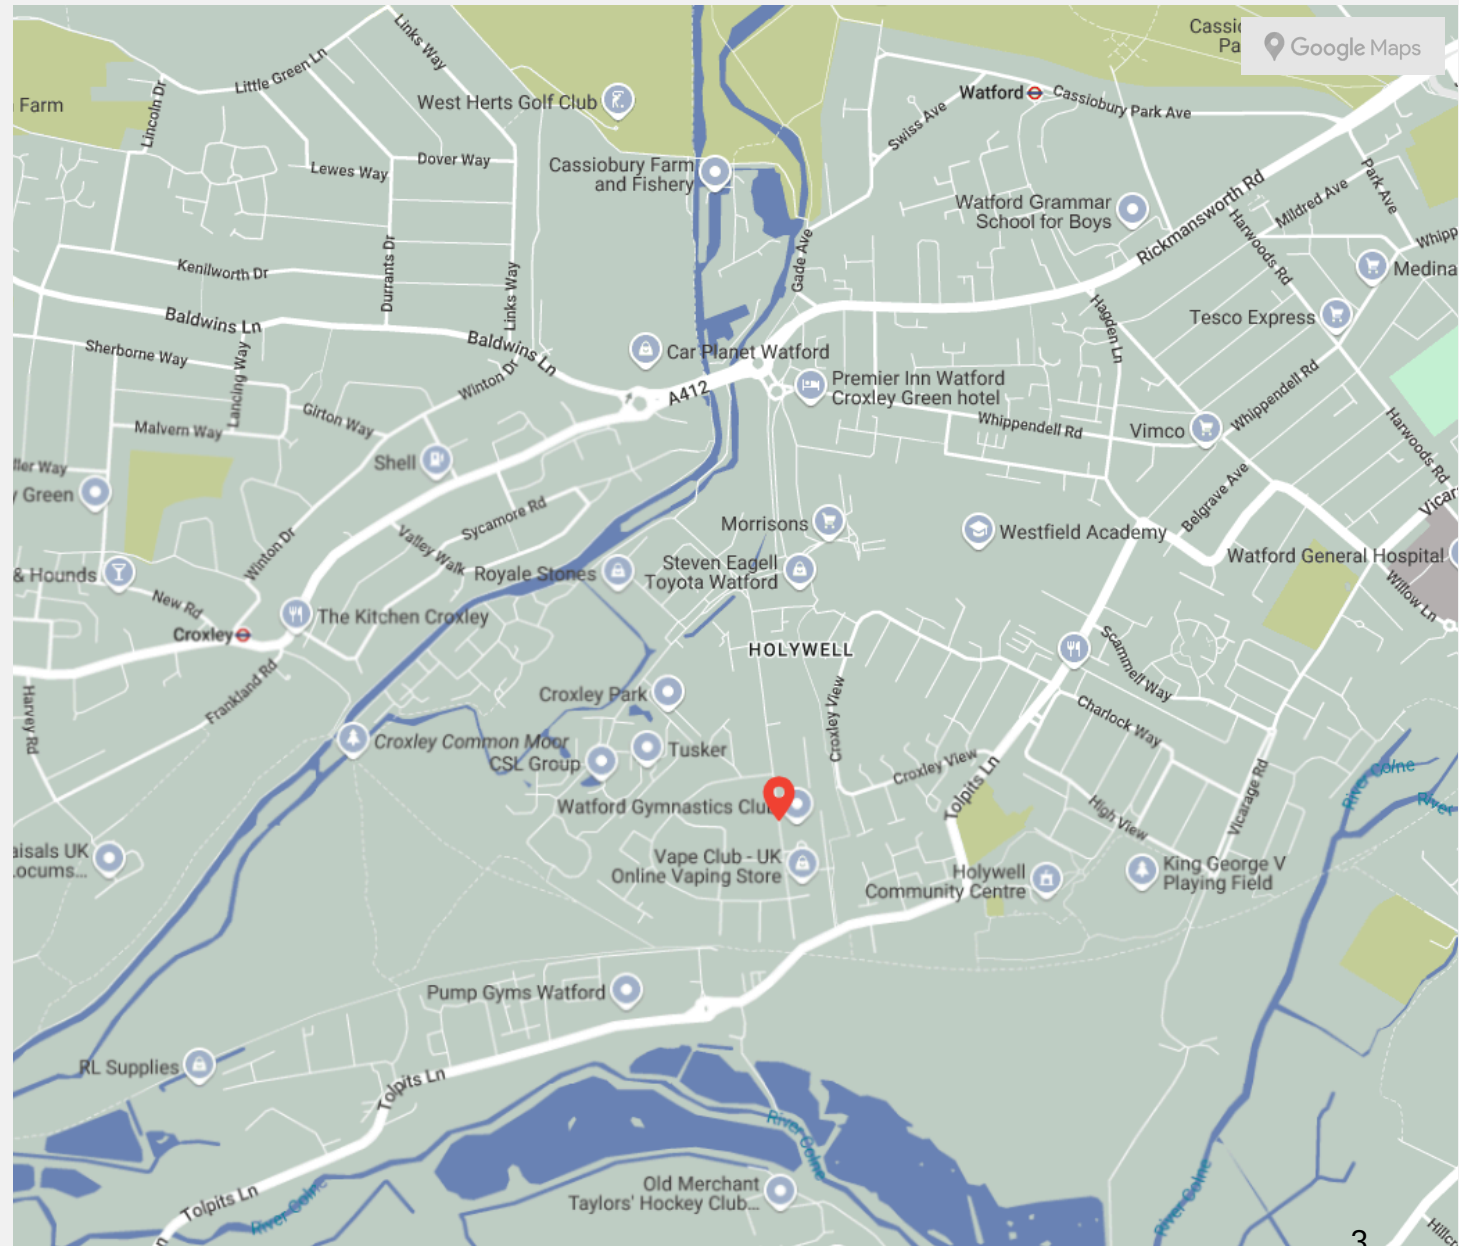 Links Way
Cassio
Pa
Google Maps
Little Green Ln
Farm
Lincoln Dr
West Herts Golf Club
Watford
Cassiobury Park Ave
Swiss Ave
Lewes Way
Dover Way
Cassiobury Farm
and Fishery
Park Ave
Mildred Ave
Watford Grammar
School for Boys
Rickmansworth Rd
Harwoods Rd
Whipp
Kenilworth Dr
Durrants Dr
Links Way
Gade Ave
Medina
Baldwins Ln
Hagden Ln
Tesco Express
Sherborne Way
Lancing Way
Baldwins Ln
Car Planet Watford
Winton Dr
A412
Premier Inn Watford
Croxley Green hotel
Whippendell Rd
Girton Way
Malvern Way
Whippendell Rd
Vimco
Harwoods Rd
ller Way
Shell
y Green
Belgrave Ave
Vicar
Sycamore Rd
Morrisons
Westfield Academy
Winton Dr
Valley Walk
Watford General Hospital
Steven Eagell
Toyota Watford
& Hounds
Royale Stones
Willow Ln
New Rd
The Kitchen Croxley
Croxley
HOLYWELL
Scammell Way
Frankland Rd
Harvey Rd
Croxley Park
Croxley View
Charlock Way
Croxley Common Moor
Tusker
CSL Group
Croxley View
Tolpits Ln
River Colne
River
Vicarage Rd
Watford Gymnastics Clu
High View
aisals UK
Locums...
Vape Club - UK
Online Vaping Store
Holywell
Community Centre
King George V
Playing Field
Pump Gyms Watford
RL Supplies
Tolpits Ln
River Colne
Old Merchant
Taylors' Hockey Club...
Tolpits Ln
River Colne
River Colne
Hillcr
n
3